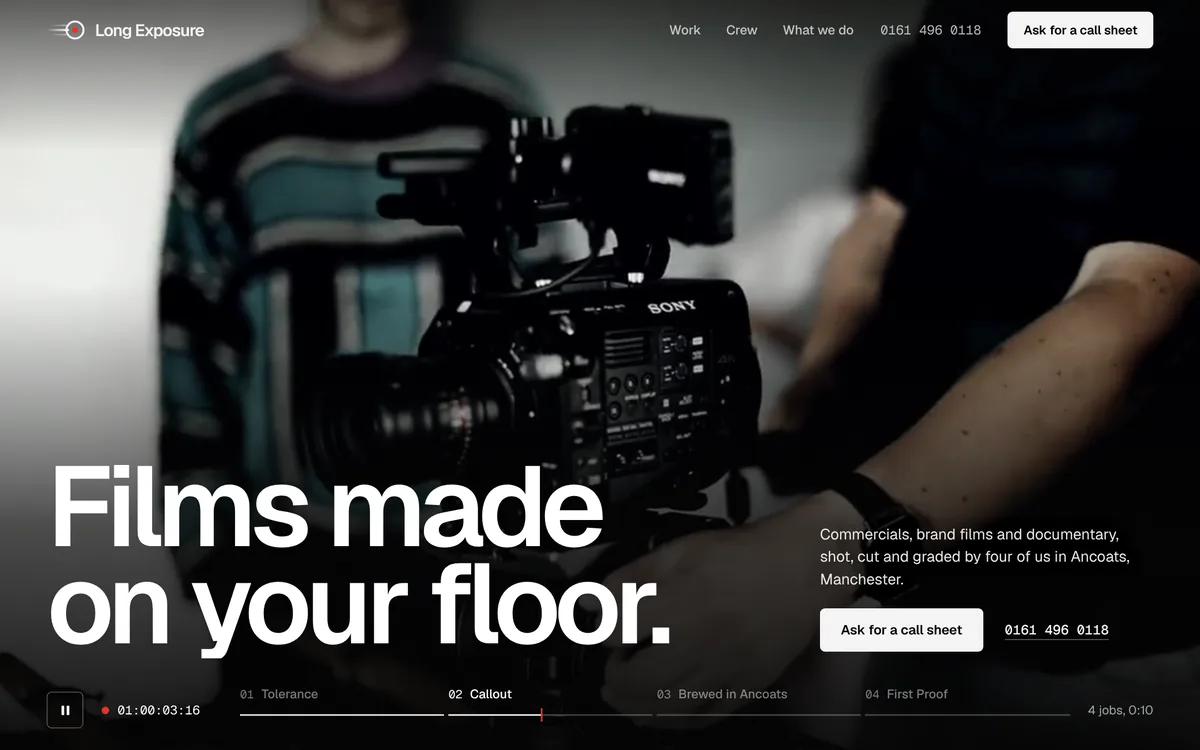 Long Exposure
Work
Crew
What we do
0161 496 0118
Ask for a call sheet
SONY
Films made
on your floor.
Commercials, brand films and documentary,
shot, cut and graded by four of us in Ancoats,
Manchester.
Ask for a call sheet
0161 496 0118
01:00:03:16
01 Tolerance
02 Callout
03 Brewed in Ancoats
04 First Proof
4 jobs, 0:10